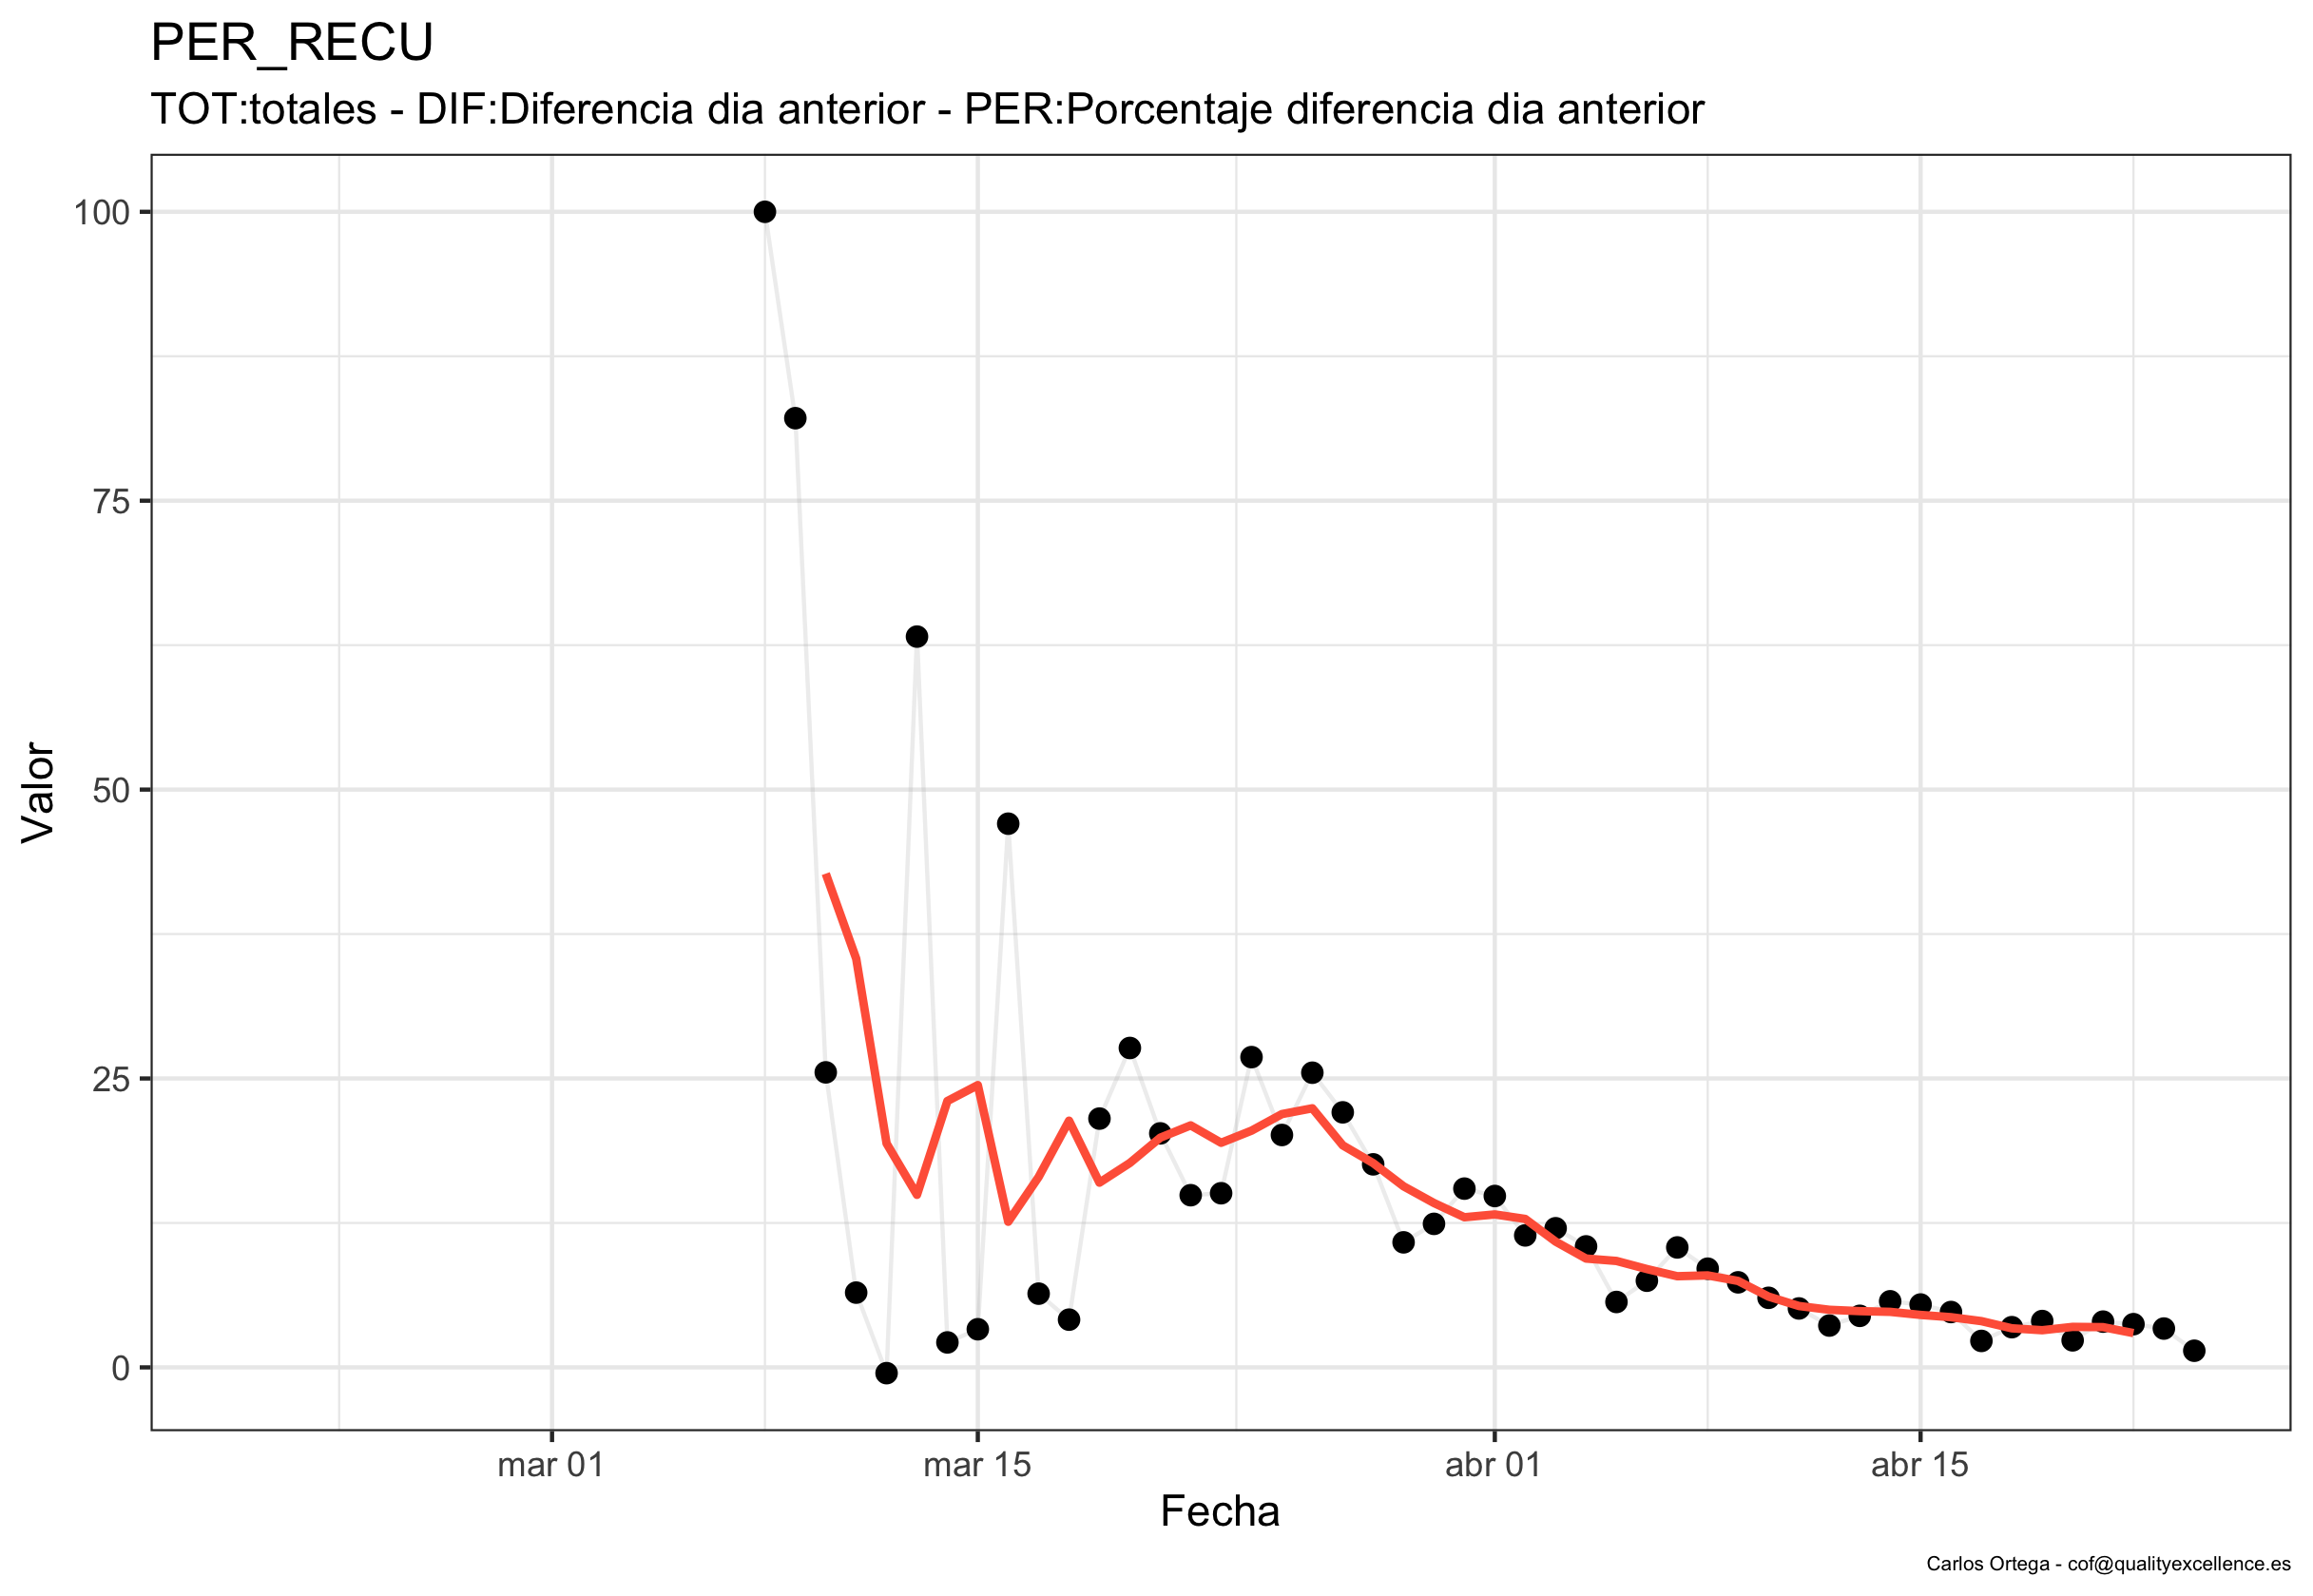 PER_RECU
TOT:totales - DIF:Diferencia dia anterior - PER:Porcentaje diferencia dia anterior
100
75
50
25
0
Valor
mar 01
mar 15
abr 01
abr 15
Fecha
Carlos Ortega - cof@qualityexcellence.es